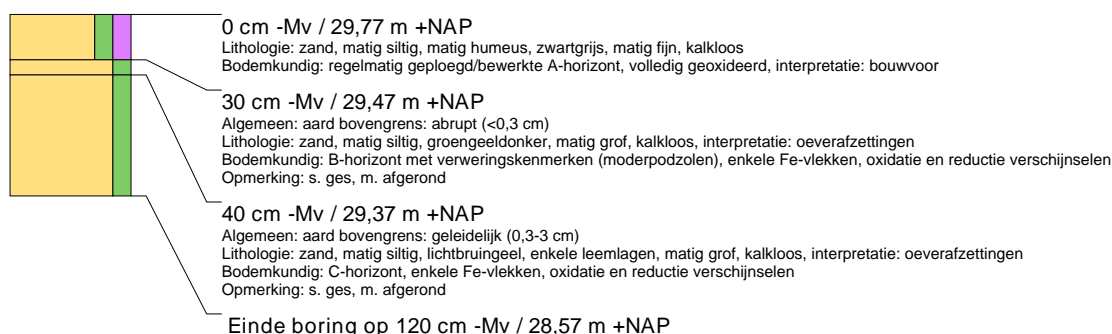 0 cm -Mv / 29,77 m +NAP
Lithologie: zand, matig siltig, matig humeus, zwartgrijs, matig fijn, kalkloos
Bodemkundig: regelmatig geploegd/bewerkte A-horizont, volledig geoxideerd, interpretatie: bouwvoor
30 cm -Mv / 29,47 m +NAP
Algemeen: aard bovengrens: abrupt (<0,3 cm)
Lithologie: zand, matig siltig, groengeeldonker, matig grof, kalkloos, interpretatie: oeverafzettingen
Bodemkundig: B-horizont met verweringskenmerken (moderpodzolen), enkele Fe-vlekken, oxidatie en reductie verschijnselen
Opmerking: s. ges, m. afgerond
40 cm -Mv / 29,37 m +NAP
Algemeen: aard bovengrens: geleidelijk (0,3-3 cm)
Lithologie: zand, matig siltig, lichtbruingeel, enkele leemlagen, matig grof, kalkloos, interpretatie: oeverafzettingen
Bodemkundig: C-horizont, enkele Fe-vlekken, oxidatie en reductie verschijnselen
Opmerking: s. ges, m. afgerond
Einde boring op 120 cm -Mv / 28,57 m +NAP